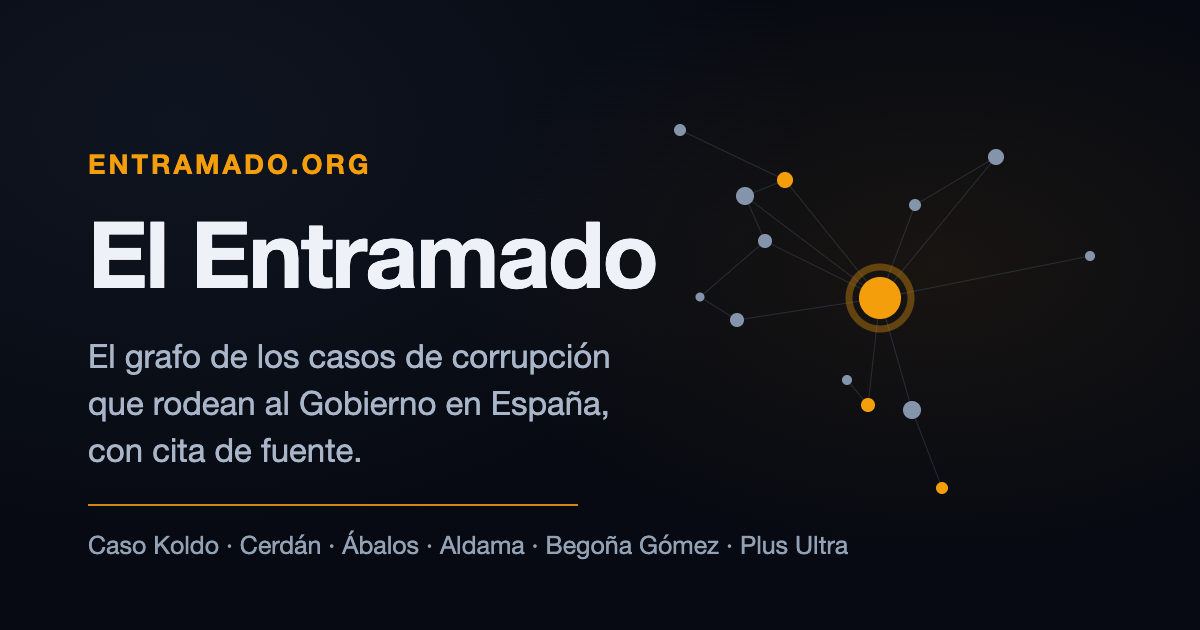 ENTRAMADO.ORG
El Entramado
El grafo de los casos de corrupción
que rodean al Gobierno en España,
con cita de fuente.
Caso Koldo · Cerdán · Ábalos · Aldama · Begoña Gómez · Plus Ultra